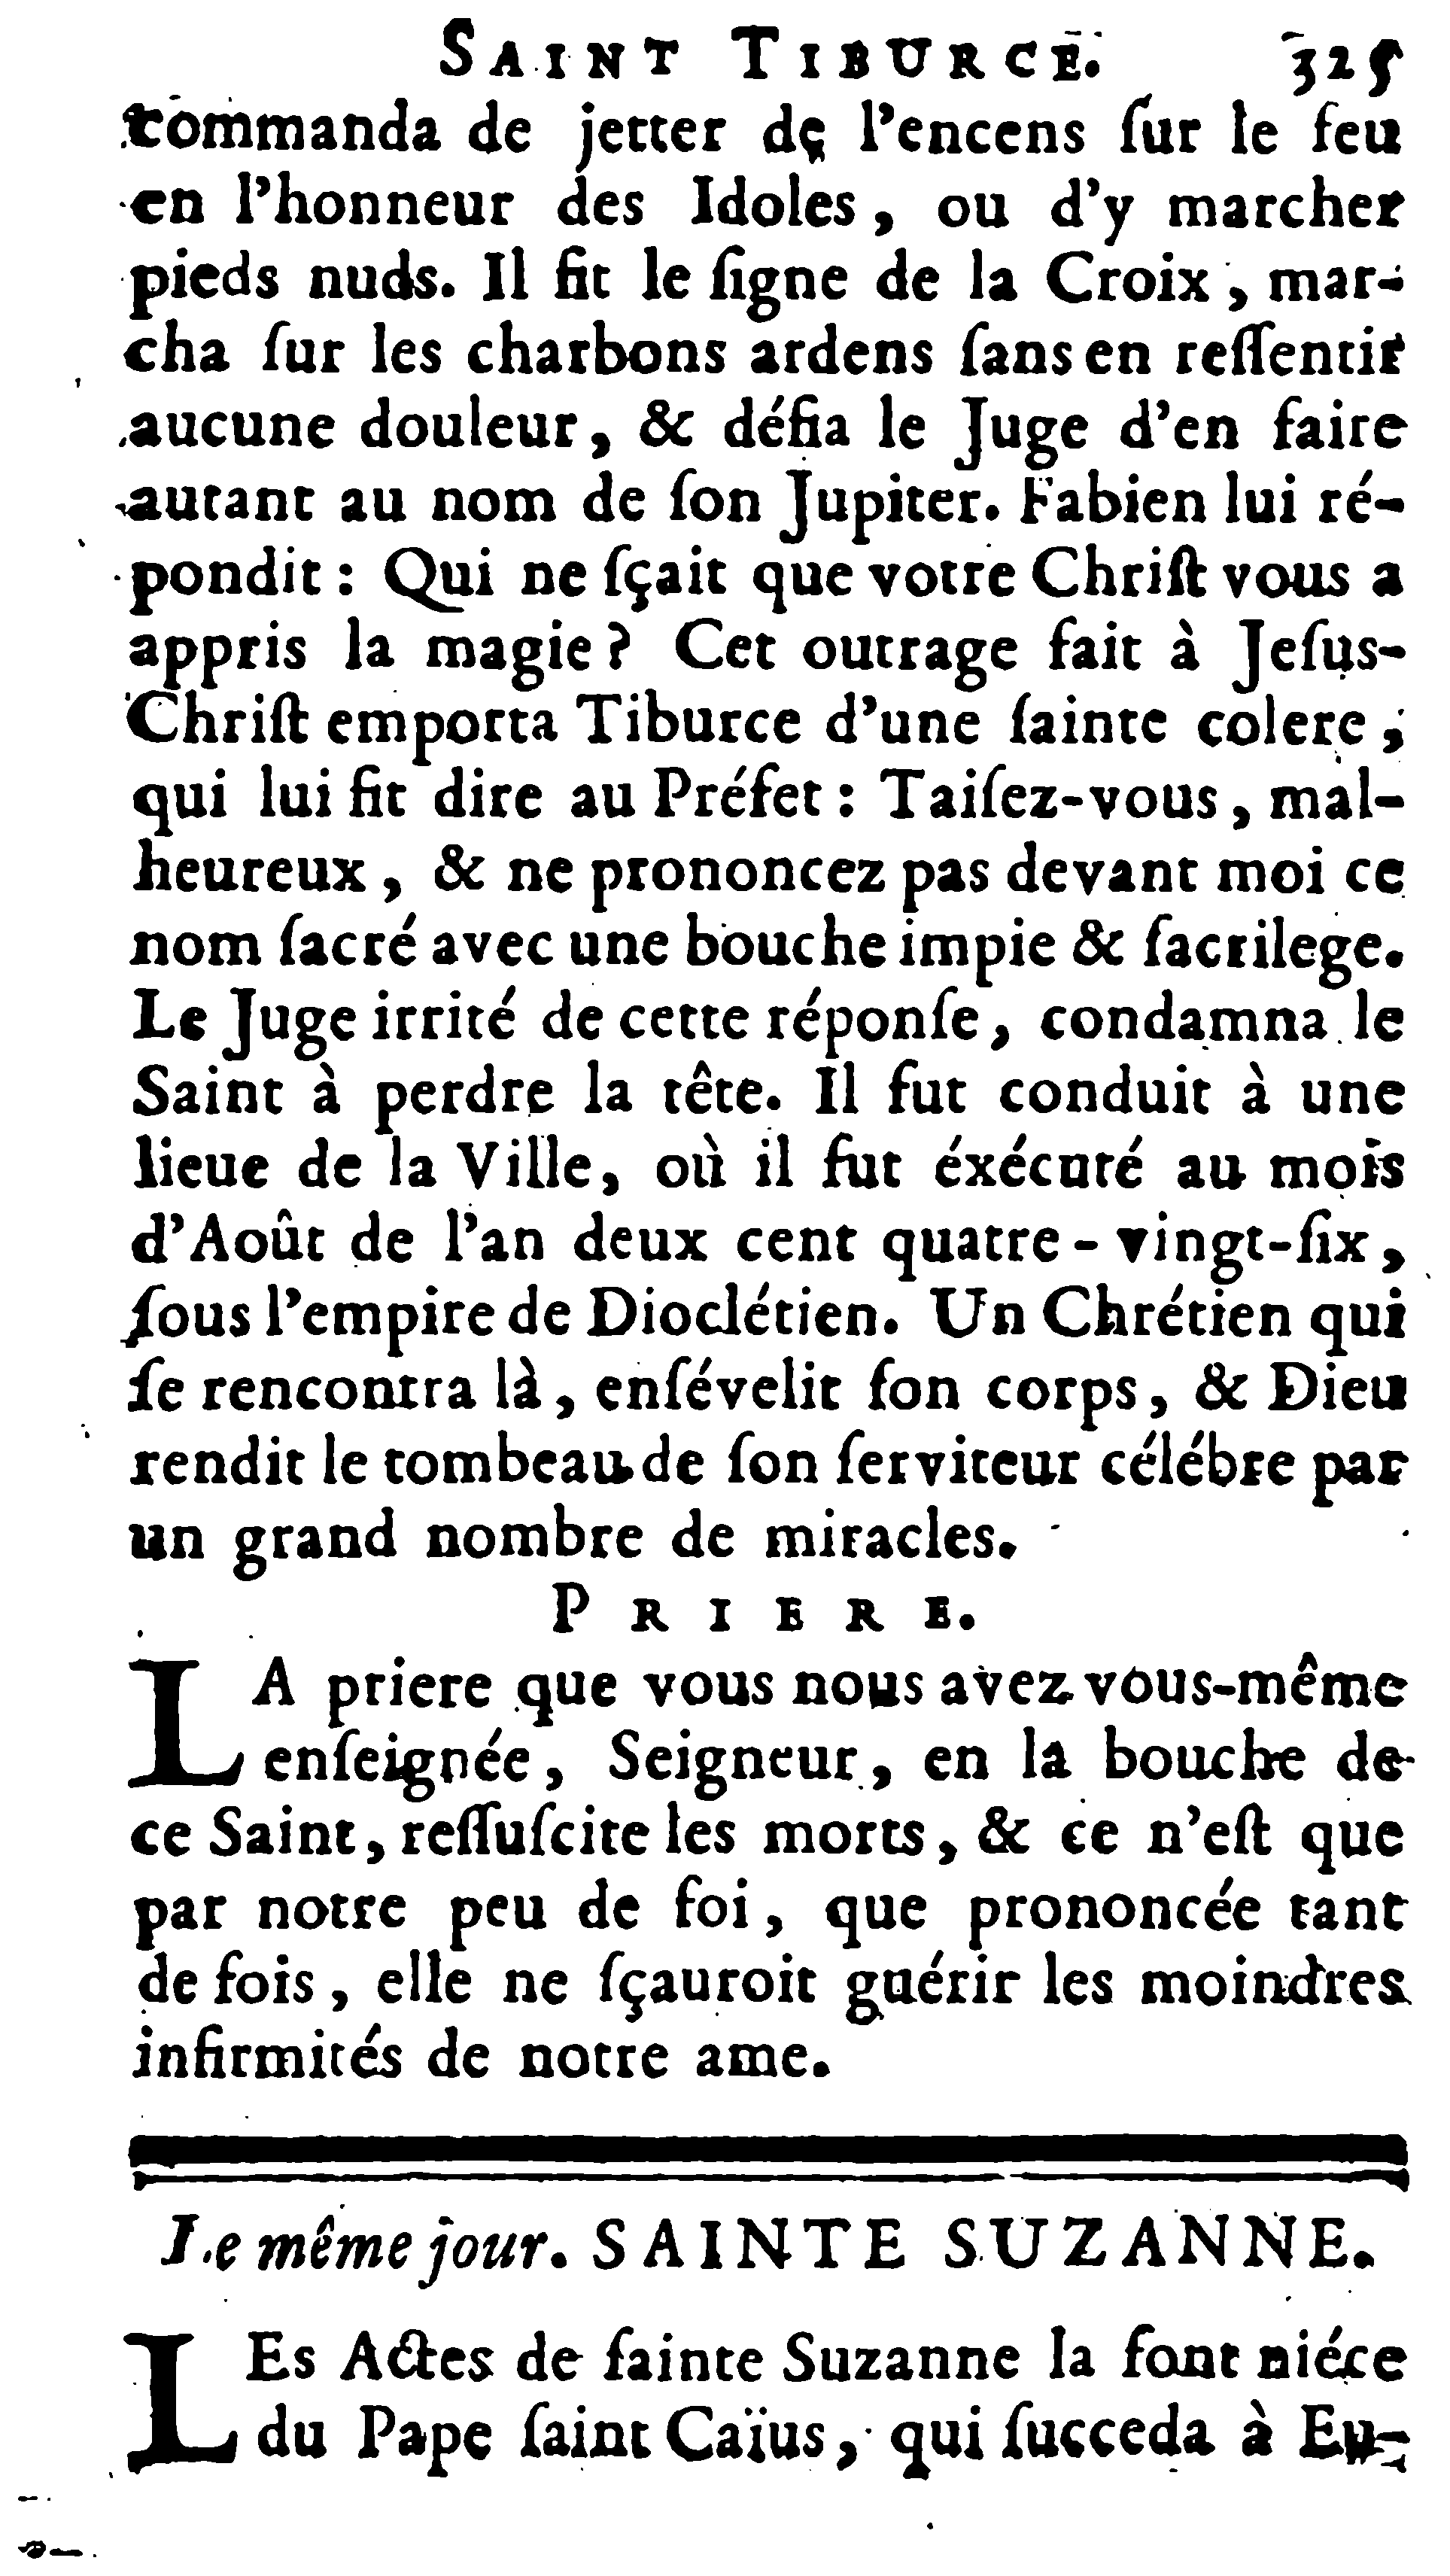 SAINT TIBURCE. 325
commanda de jetter de l'encens ſur le feu
en l'honneur des Idoles, ou d'y marcher
pieds nuds. Il fit le ſigne de la Croix, mar-
cha ſur les charbons ardens ſans en reſſentir
aucune douleur, & défia le Juge d'en faire
autant au nom de ſon Jupiter. Fabien lui ré-
pondit : Qui ne ſçait que votre Chriſt vous a
appris la magie ? Cet outrage fait à Jeſus-
Chriſt emporta Tiburce d'une ſainte colere,
qui lui fit dire au Préfet : Taiſez-vous, mal-
heureux, & ne prononcez pas devant moi ce
nom ſacré avec une bouche impie & ſacrilege.
Le Juge irrité de cette réponſe, condamna le
Saint à perdre la tête. Il fut conduit à une
lieue de la Ville, où il fut éxécuté au mois
d'Août de l'an deux cent quatre-vingt-ſix,
ſous l'empire de Dioclétien. Un Chrétien qui
ſe rencontra là, enſévelit ſon corps, & Dieu
rendit le tombeau de ſon ſerviteur célébre par
un grand nombre de miracles.
PRIERE.
LA priere que vous nous avez vous-même
enſeignée, Seigneur, en la bouche de
ce Saint, reſſuſcite les morts, & ce n'eſt que
par notre peu de foi, que prononcée tant
de fois, elle ne ſçauroit guérir les moindres
infirmités de notre ame.
Le même jour. SAINTE SUZANNE.
LEs Actes de ſainte Suzanne la font niéce
du Pape ſaint Caïus, qui ſucceda à Eu-